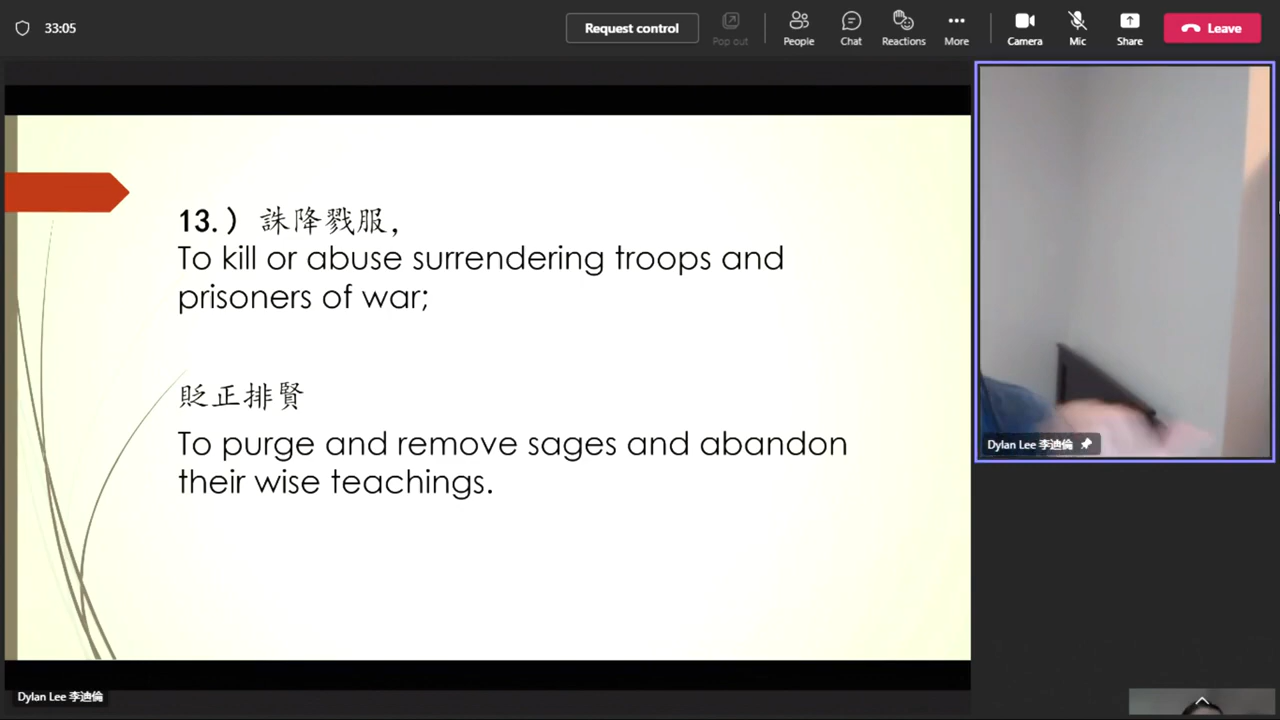 33:05
Request control
Pop out
People
Chat
Reactions
More
Camera
Mic
Share
Leave
13.）誅降戮服，
To kill or abuse surrendering troops and
prisoners of war;
貶正排賢
To purge and remove sages and abandon
their wise teachings.
Dylan Lee 李迪倫
Dylan Lee 李迪倫